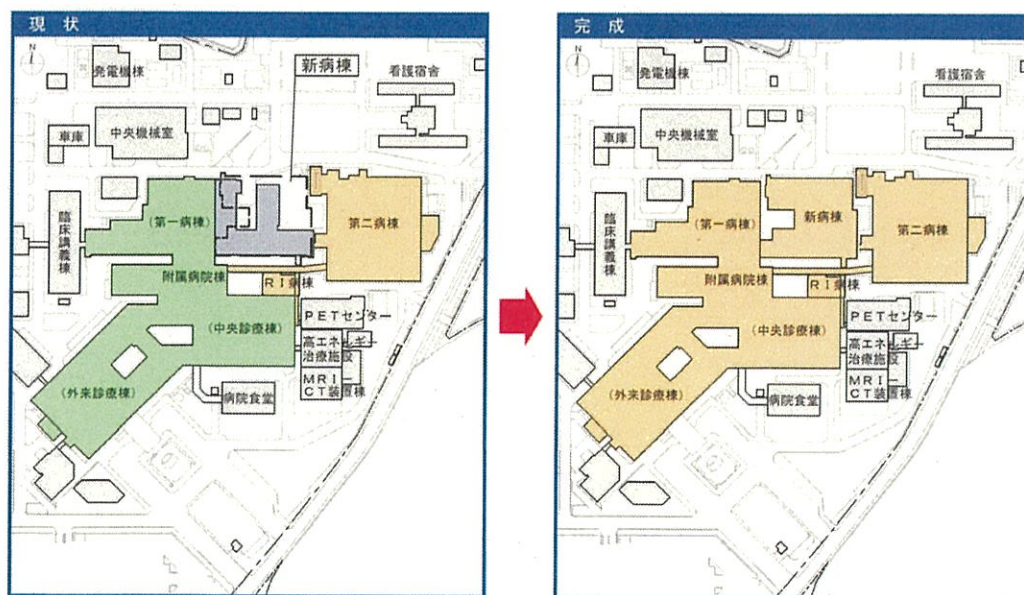 現 状
N
発電機棟
新病棟
看護宿舎
車庫
中央機械室
臨床講義棟
(第一病棟)
第二病棟
附属病院棟
RI病棟
(中央診療棟)
PETセンター
高エネルギー
治療施設
MRI
CT装置棟
(外来診療棟)
病院食堂
完 成
N
発電機棟
看護宿舎
車庫
中央機械室
臨床講義棟
(第一病棟)
新病棟
第二病棟
附属病院棟
RI病棟
(中央診療棟)
PETセンター
高エネルギー
治療施設
MRI
CT装置棟
(外来診療棟)
病院食堂